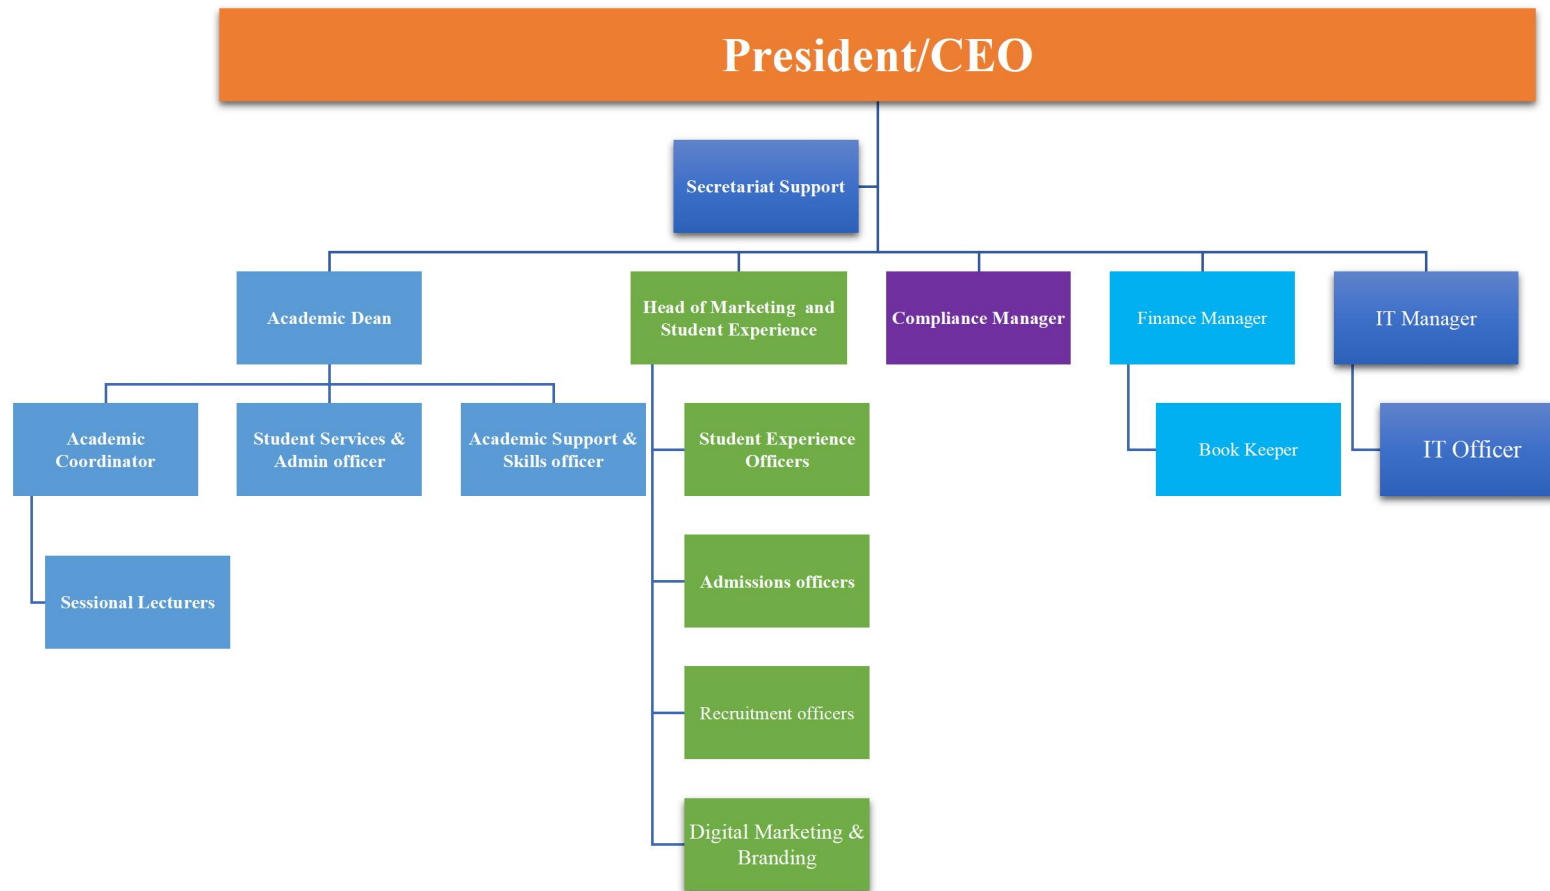 President/CEO
Secretariat Support
Academic Dean
Head of Marketing and
Student Experience
Compliance Manager
Finance Manager
IT Manager
Academic
Coordinator
Student Services &
Admin officer
Academic Support &
Skills officer
Student Experience
Officers
Book Keeper
IT Officer
Sessional Lecturers
Admissions officers
Recruitment officers
Digital Marketing &
Branding